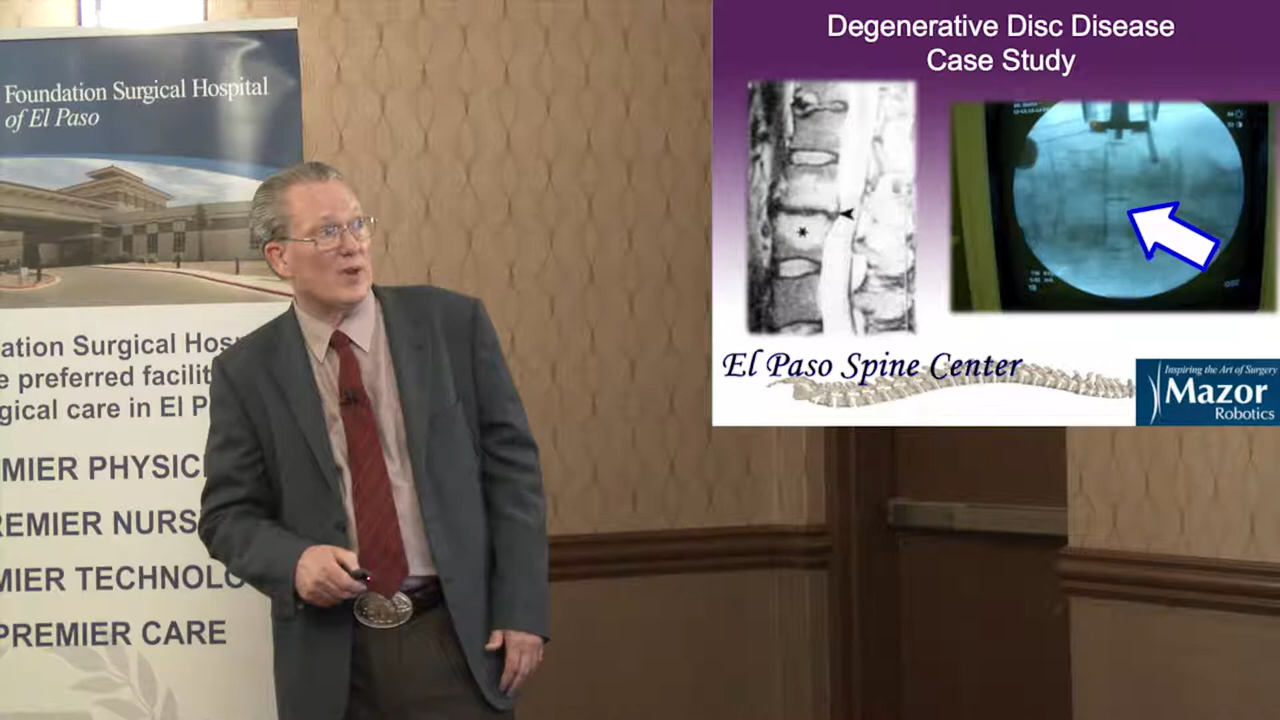 Foundation Surgical Hospital
of El Paso
ation Surgical Hos
e preferred facilit
gical care in El P
MIER PHYSIC
REMIER NURS
MIER TECHNOLO
PREMIER CARE
Degenerative Disc Disease
Case Study
*
El Paso Spine Center
Inspiring the Art of Surgery
Mazor
Robotics